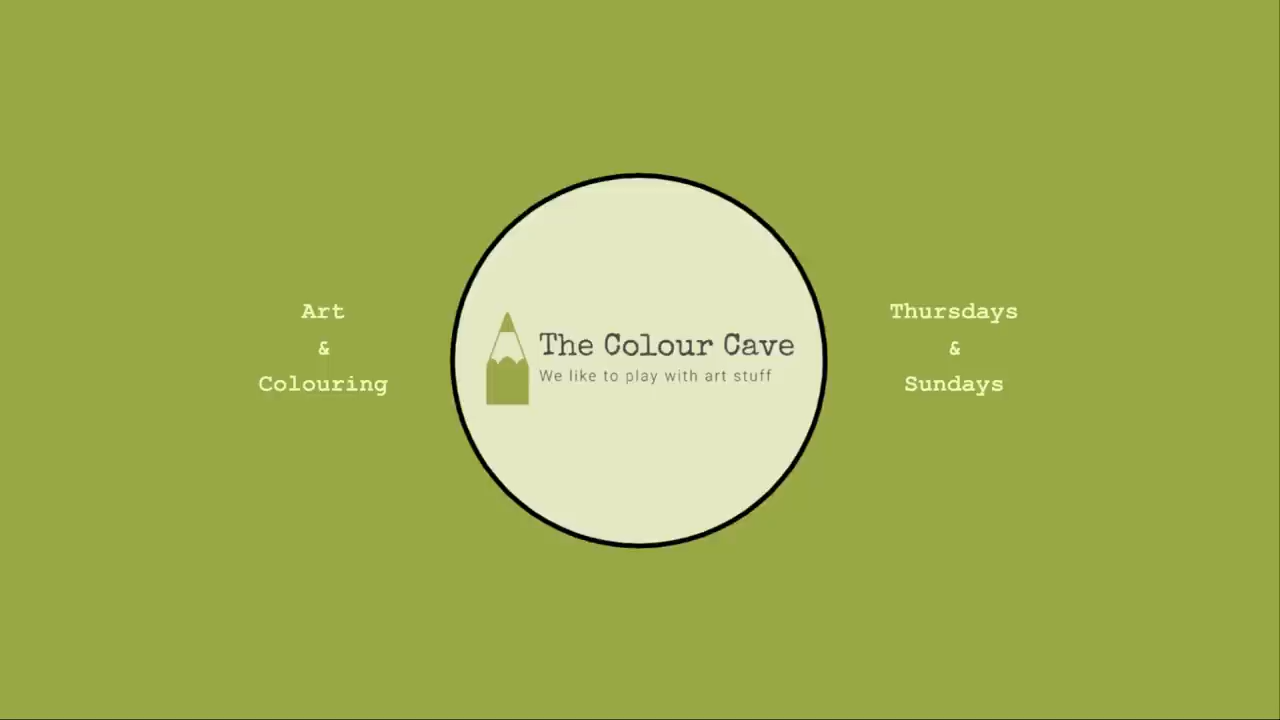 Art
&
Colouring
The Colour Cave
We like to play with art stuff
Thursdays
&
Sundays